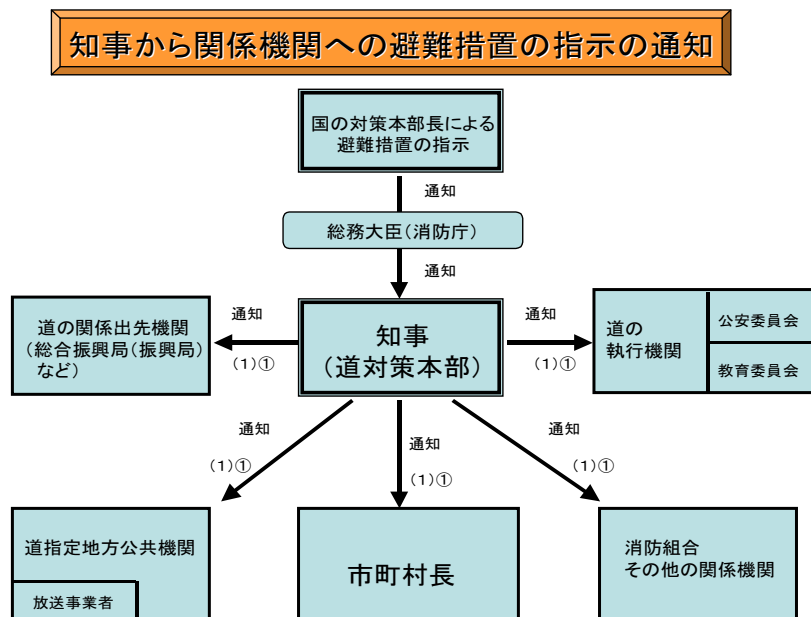 知事から関係機関への避難措置の指示の通知
国の対策本部長による
避難措置の指示
通知
総務大臣(消防庁)
通知
道の関係出先機関
(総合振興局(振興局)
など)
通知
(1)①
知事
(道対策本部)
通知
(1)①
道の
執行機関
公安委員会
教育委員会
通知
(1)①
通知
(1)①
通知
(1)①
道指定地方公共機関
放送事業者
市町村長
消防組合
その他の関係機関